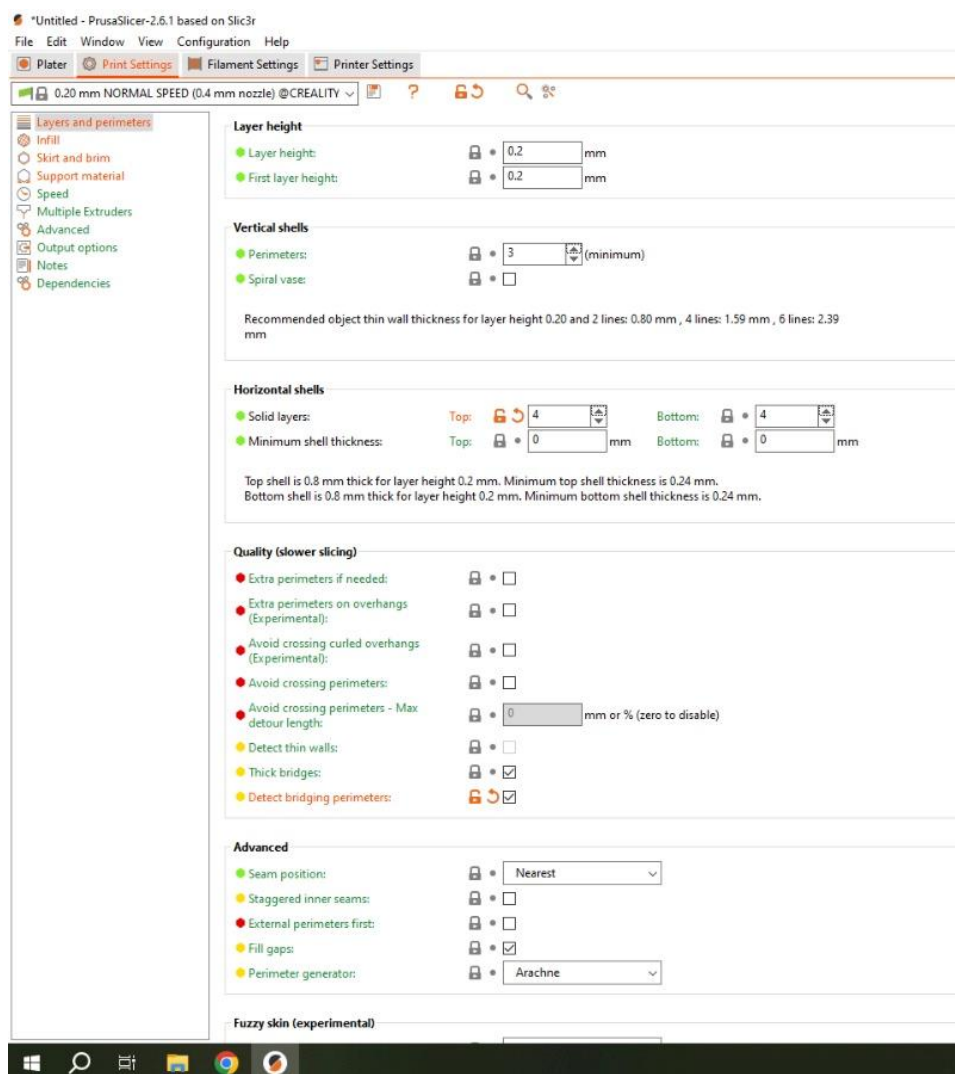 *Untitled - PrusaSlicer-2.6.1 based on Slic3r
File Edit Window View Configuration Help
Plater Print Settings Filament Settings Printer Settings
0.20 mm NORMAL SPEED (0.4 mm nozzle) @CREALITY
Layers and perimeters
Infill
Skirt and brim
Support material
Speed
Multiple Extruders
Advanced
Output options
Notes
Dependencies
Layer height
Layer height: 0.2 mm
First layer height: 0.2 mm
Vertical shells
Perimeters: 3 (minimum)
Spiral vase:
Recommended object thin wall thickness for layer height 0.20 and 2 lines: 0.80 mm , 4 lines: 1.59 mm , 6 lines: 2.39
mm
Horizontal shells
Solid layers: Top: 4 Bottom: 4
Minimum shell thickness: Top: 0 mm Bottom: 0 mm
Top shell is 0.8 mm thick for layer height 0.2 mm. Minimum top shell thickness is 0.24 mm.
Bottom shell is 0.8 mm thick for layer height 0.2 mm. Minimum bottom shell thickness is 0.24 mm.
Quality (slower slicing)
Extra perimeters if needed:
Extra perimeters on overhangs
(Experimental):
Avoid crossing curled overhangs
(Experimental):
Avoid crossing perimeters:
Avoid crossing perimeters - Max
detour length: 0 mm or % (zero to disable)
Detect thin walls:
Thick bridges:
Detect bridging perimeters:
Advanced
Seam position: Nearest
Staggered inner seams:
External perimeters first:
Fill gaps:
Perimeter generator: Arachne
Fuzzy skin (experimental)